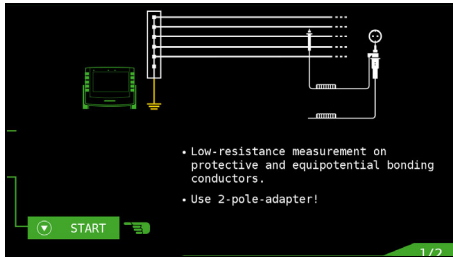 • Low-resistance measurement on
protective and equipotential bonding
conductors.
• Use 2-pole-adapter!
START
1/2